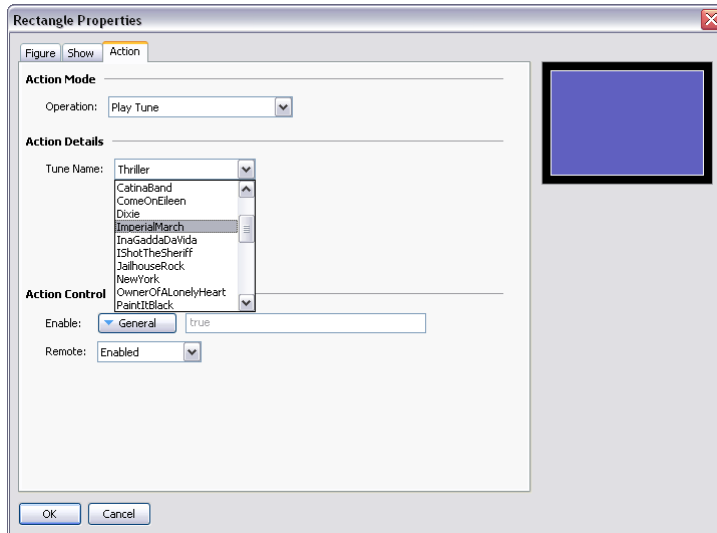 Rectangle Properties
Figure Show Action
Action Mode
Operation: Play Tune
Action Details
Tune Name: Thriller
CatinaBand
ComeOnEileen
Dixie
ImperialMarch
InaGaddaDaVida
IShotTheSheriff
JailhouseRock
NewYork
OwnerOfALonelyHeart
PaintItBlack
Action Control
Enable: General true
Remote: Enabled
OK Cancel